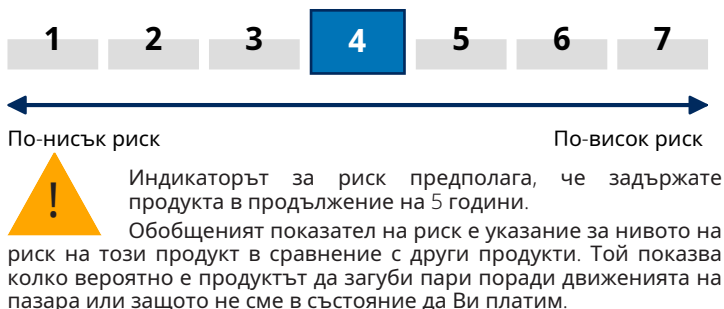 1 2 3 4 5 6 7
По-нисък риск По-висок риск
!
Индикаторът за риск предполага, че задържате
продукта в продължение на 5 години.
Обобщеният показател на риск е указание за нивото на
риск на този продукт в сравнение с други продукти. Той показва
колко вероятно е продуктът да загуби пари поради движенията на
пазара или защото не сме в състояние да Ви платим.